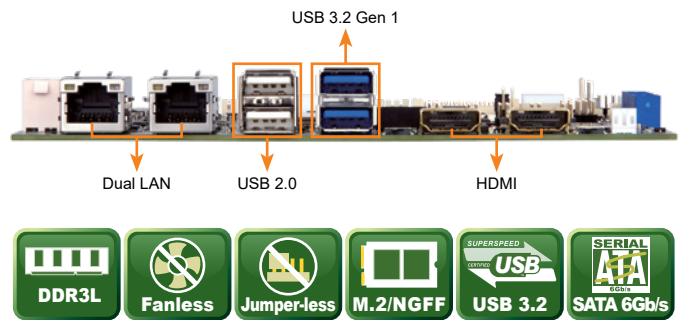 USB 3.2 Gen 1
Dual LAN
USB 2.0
HDMI
DDR3L
Fanless
Jumper-less
M.2/NGFF
SUPERSPEED
CERTIFIED USB
USB 3.2
SERIAL
ATA
6Gb/s
SATA 6Gb/s